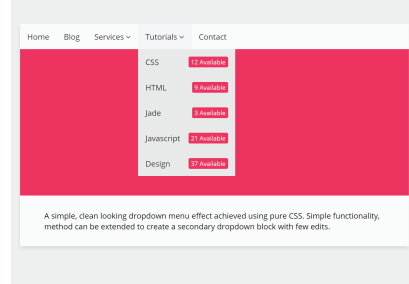 Home Blog Services Tutorials Contact
CSS 12 Available
HTML 9 Available
Jade 3 Available
Javascript 21 Available
Design 37 Available
A simple, clean looking dropdown menu effect achieved using pure CSS. Simple functionality,
method can be extended to create a secondary dropdown block with few edits.